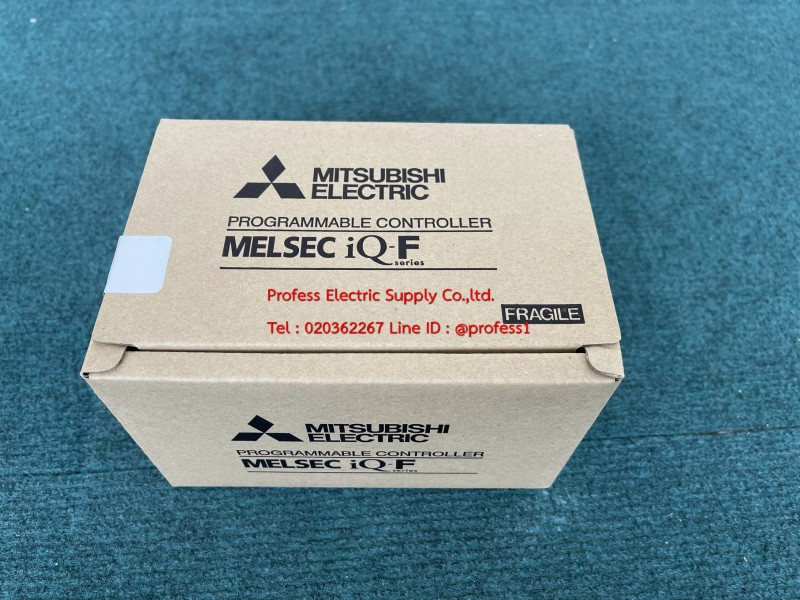 MITSUBISHI
ELECTRIC
PROGRAMMABLE CONTROLLER
MELSEC iQ-F
series
Profess Electric Supply Co.,ltd.
FRAGILE
Tel : 020362267 Line ID : @profess1
MITSUBISHI
ELECTRIC
PROGRAMMABLE CONTROLLER
MELSEC iQ-F
series